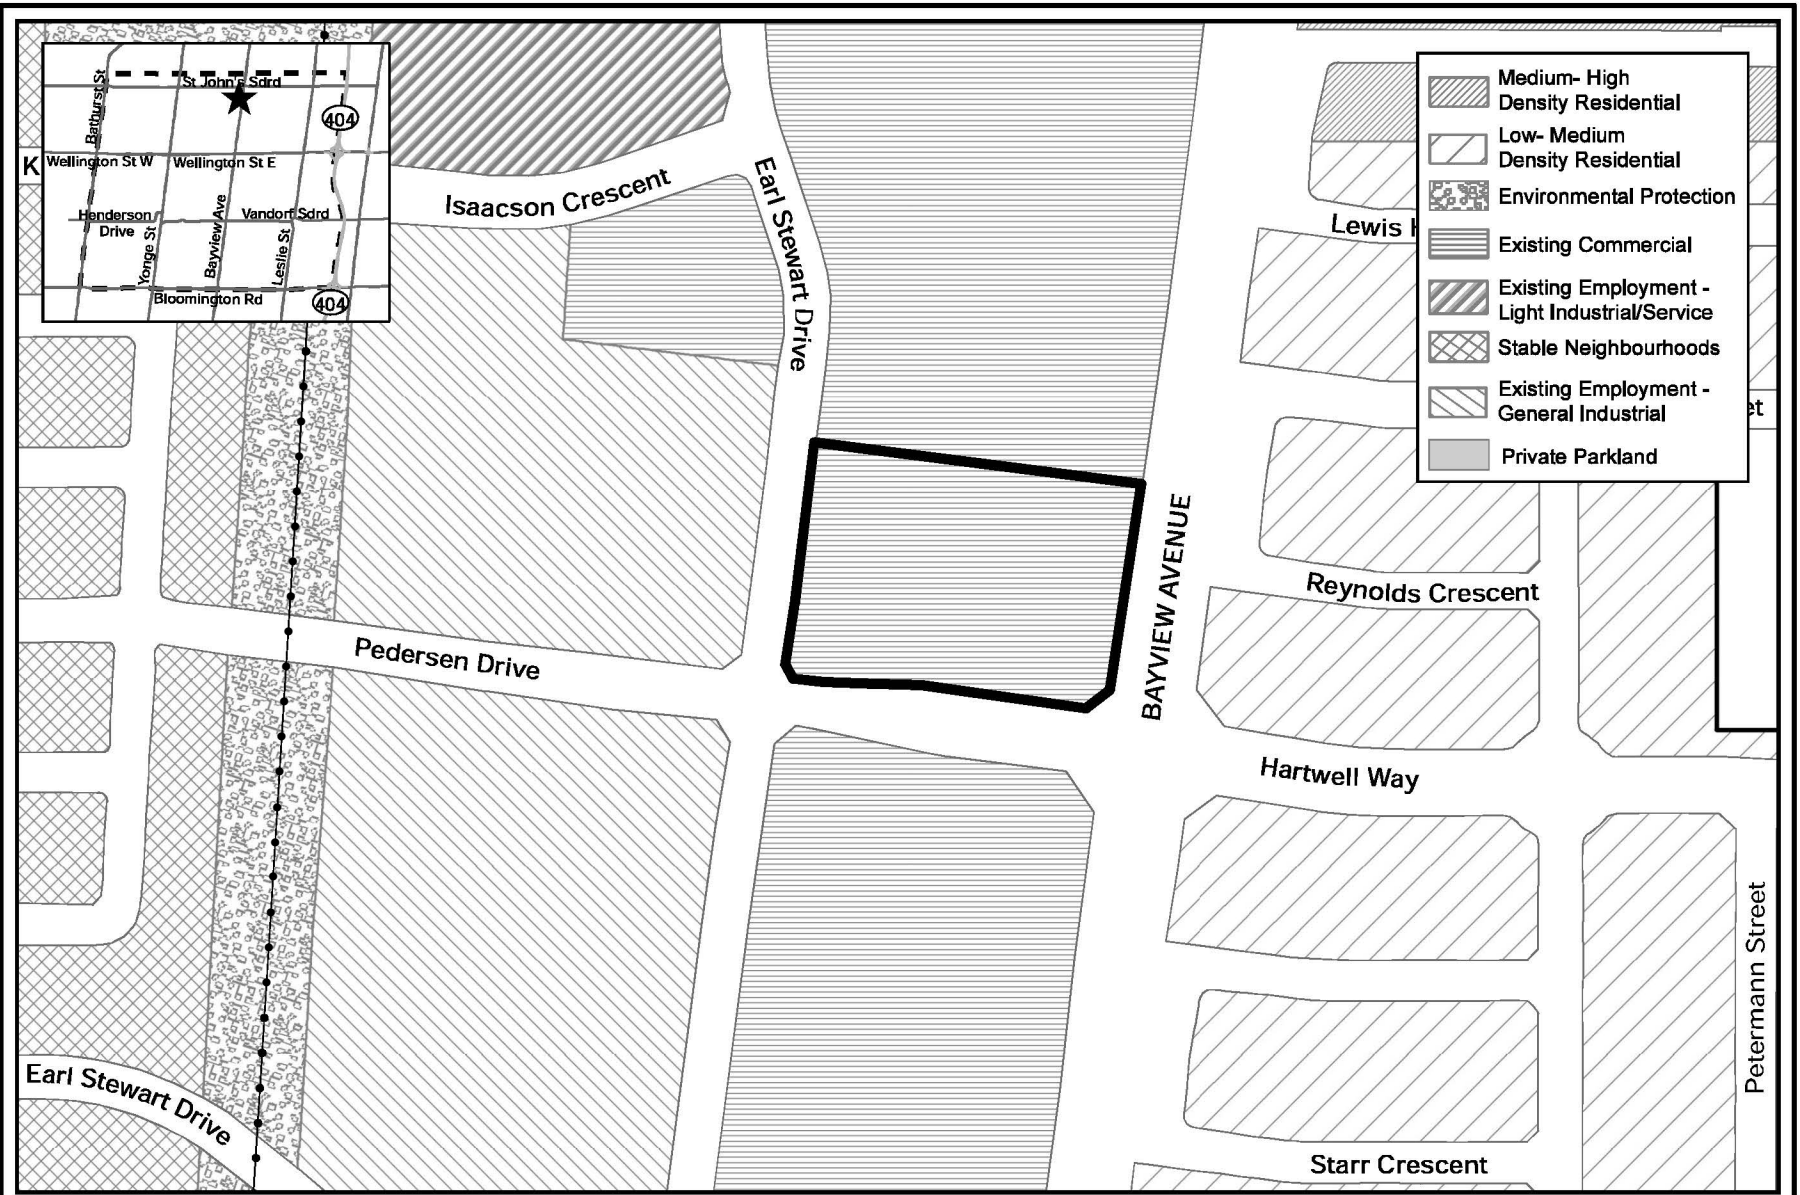 St John's Sdrd
Bathurst St
404
Wellington St W
Wellington St E
Henderson
Drive
Vandorf Sdrd
Yonge St
Bayview Ave
Leslie St
Bloomington Rd
404
K
Isaacson Crescent
Earl Stewart Drive
Lewis
Medium- High
Density Residential
Low- Medium
Density Residential
Environmental Protection
Existing Commercial
Existing Employment -
Light Industrial/Service
Stable Neighbourhoods
Existing Employment -
General Industrial
Private Parkland
et
BAYVIEW AVENUE
Reynolds Crescent
Pedersen Drive
Hartwell Way
Petermann Street
Earl Stewart Drive
Starr Crescent